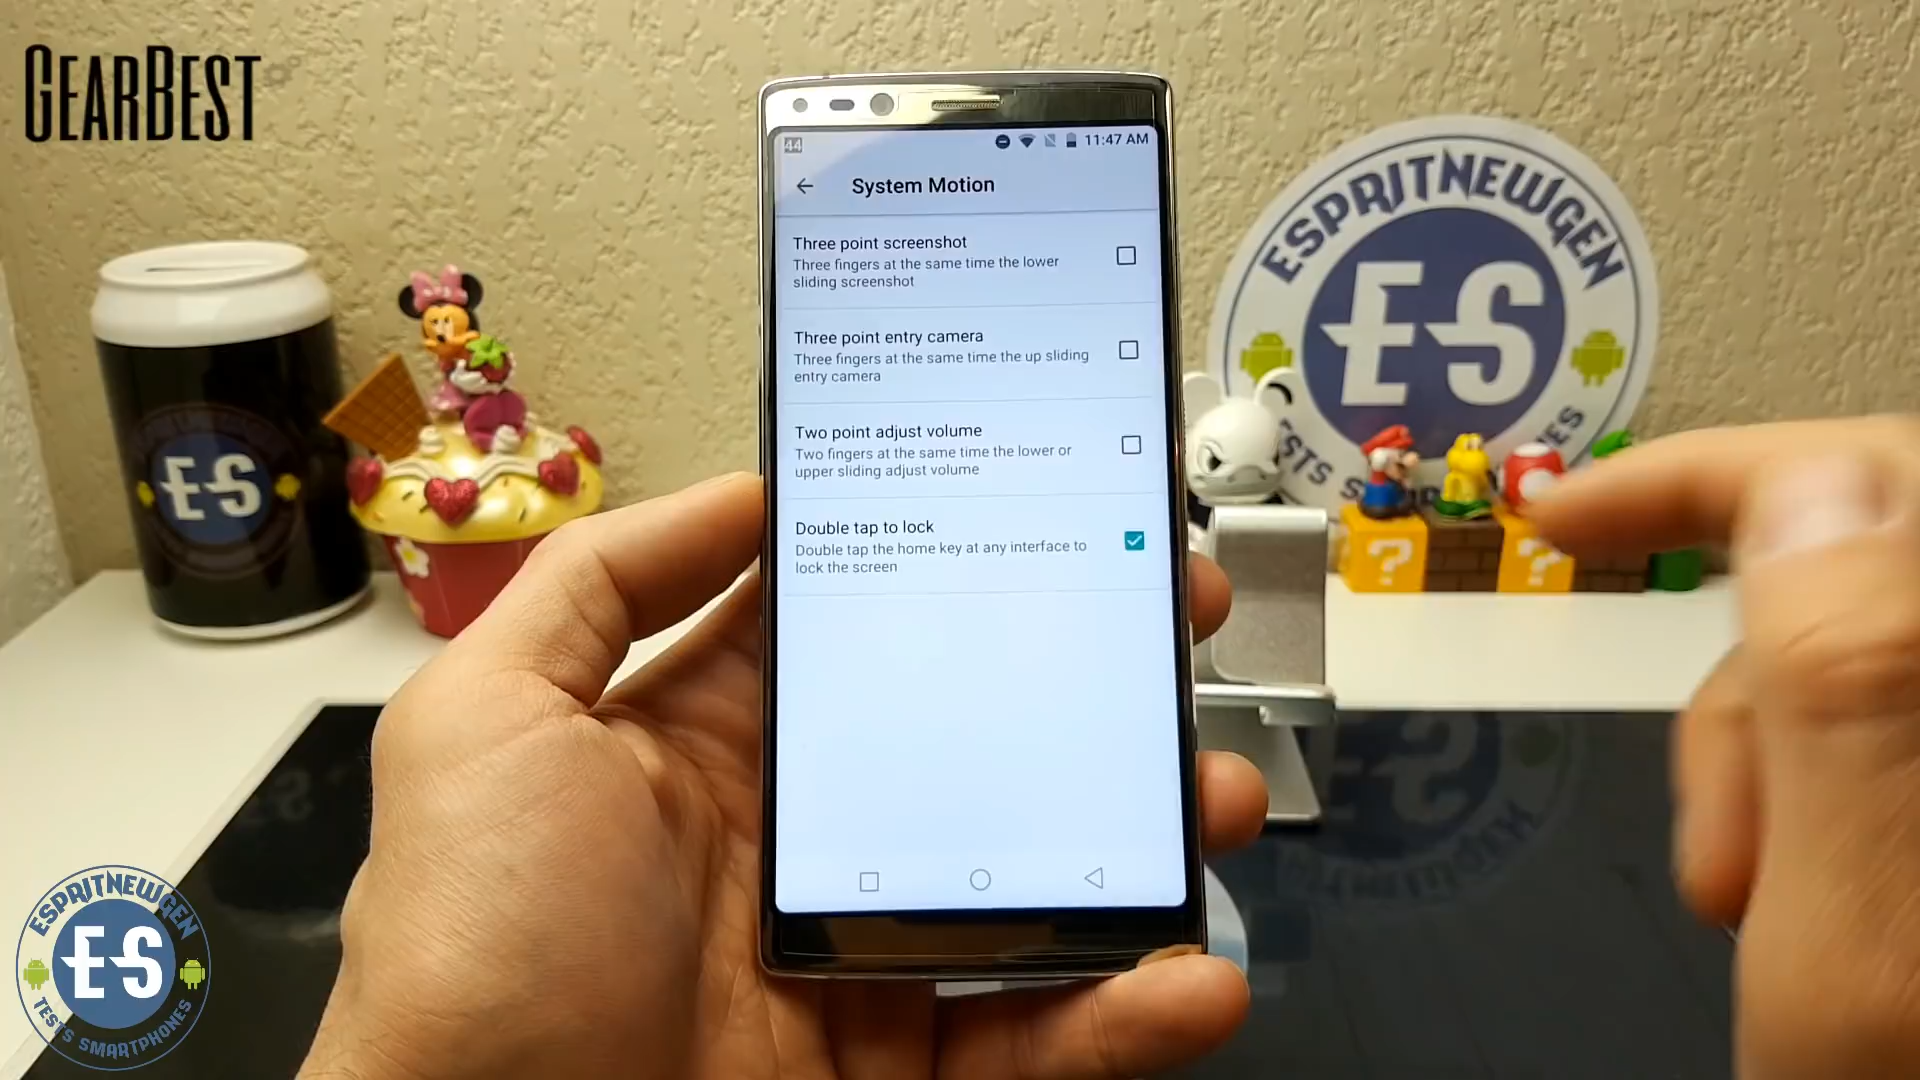 GEARBEST
44
11:47 AM
System Motion
Three point screenshot
Three fingers at the same time the lower
sliding screenshot
Three point entry camera
Three fingers at the same time the up sliding
entry camera
Two point adjust volume
Two fingers at the same time the lower or
upper sliding adjust volume
Double tap to lock
Double tap the home key at any interface to
lock the screen
ESPRITNEWGEN
ES
ES
ESPRITNEWGEN
ES
TESTS SMARTPHONES